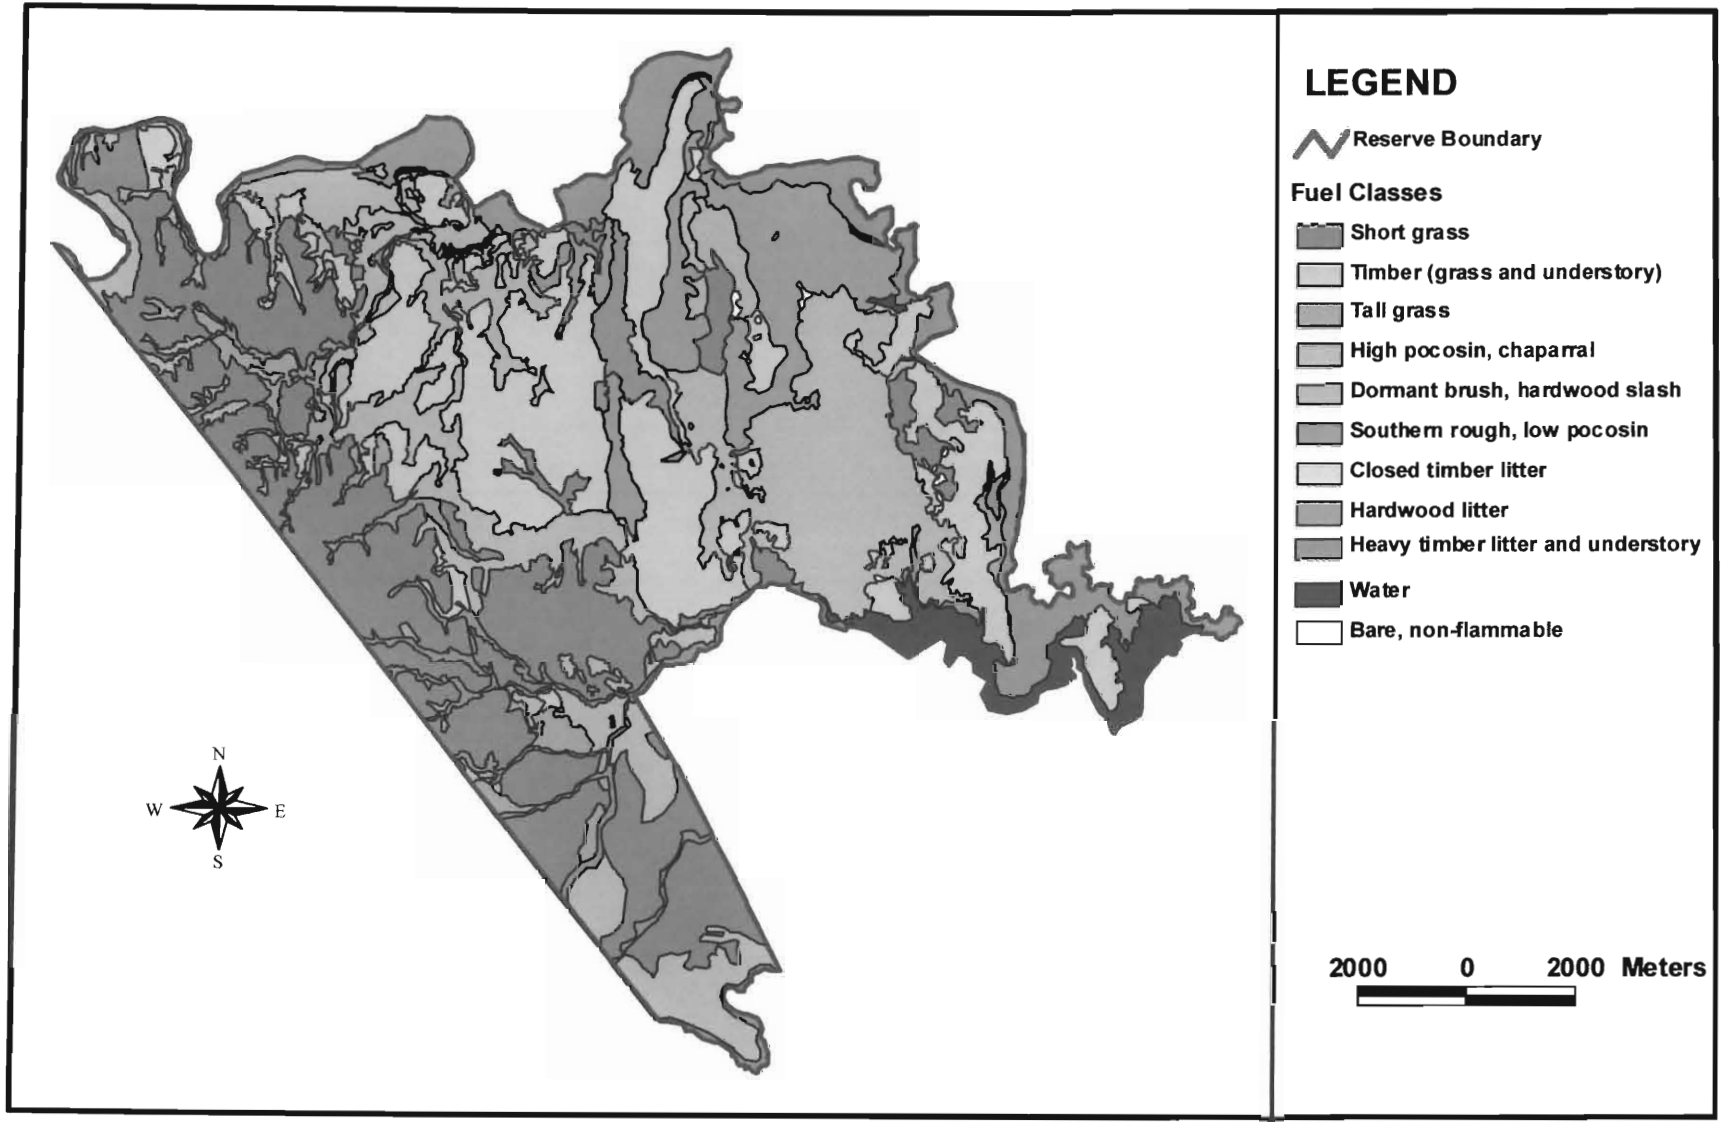 LEGEND
Reserve Boundary
Fuel Classes
Short grass
Timber (grass and understory)
Tall grass
High pocosin, chaparral
Dormant brush, hardwood slash
Southern rough, low pocosin
Closed timber litter
Hardwood litter
Heavy timber litter and understory
Water
Bare, non-flammable
N
W E
S
2000 0 2000 Meters